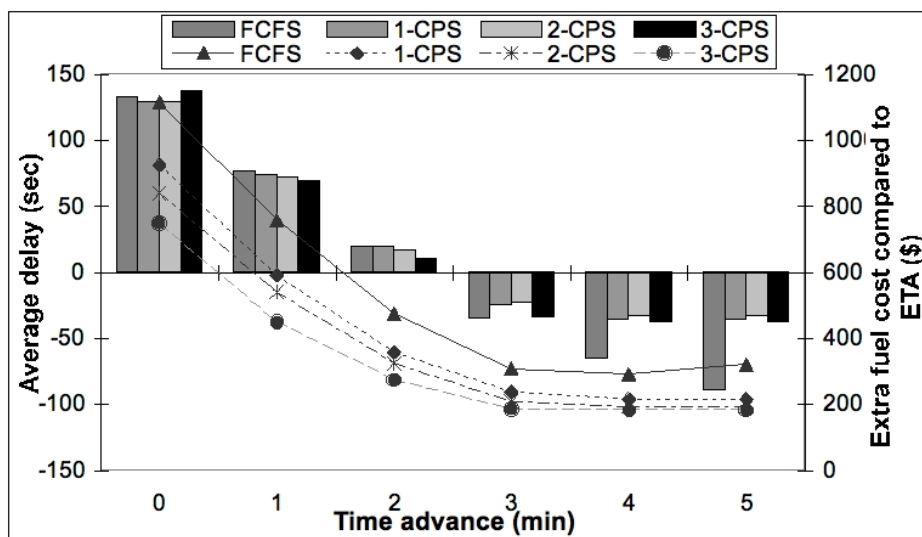 FCFS 1-CPS 2-CPS 3-CPS
FCFS 1-CPS 2-CPS 3-CPS
150
100
50
0
-50
-100
-150
Average delay (sec)
1200
1000
800
600
400
200
0
Extra fuel cost compared to
ETA ($)
0 1 2 3 4 5
Time advance (min)